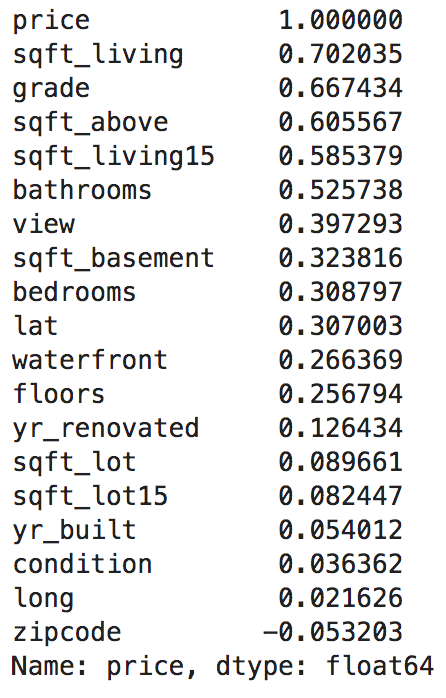 price 1.000000
sqft_living 0.702035
grade 0.667434
sqft_above 0.605567
sqft_living15 0.585379
bathrooms 0.525738
view 0.397293
sqft_basement 0.323816
bedrooms 0.308797
lat 0.307003
waterfront 0.266369
floors 0.256794
yr_renovated 0.126434
sqft_lot 0.089661
sqft_lot15 0.082447
yr_built 0.054012
condition 0.036362
long 0.021626
zipcode -0.053203
Name: price, dtype: float64